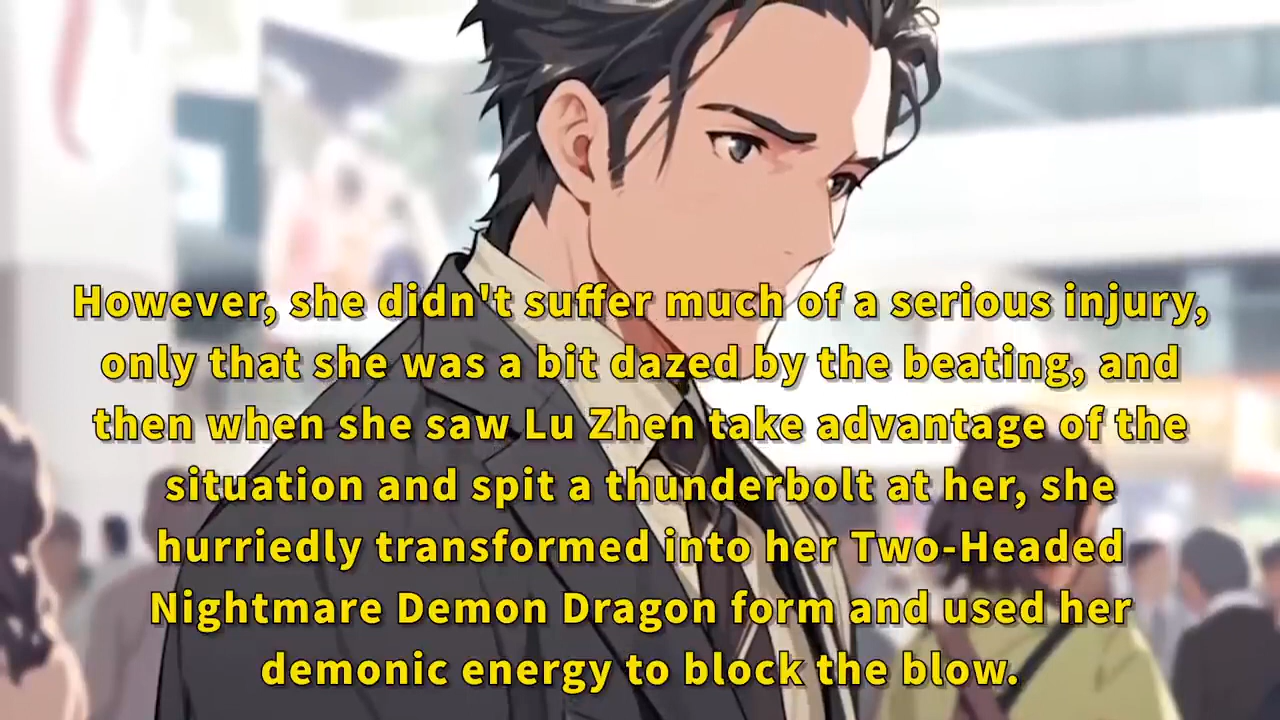 However, she didn't suffer much of a serious injury,
only that she was a bit dazed by the beating, and
then when she saw Lu Zhen take advantage of the
situation and spit a thunderbolt at her, she
hurriedly transformed into her Two-Headed
Nightmare Demon Dragon form and used her
demonic energy to block the blow.